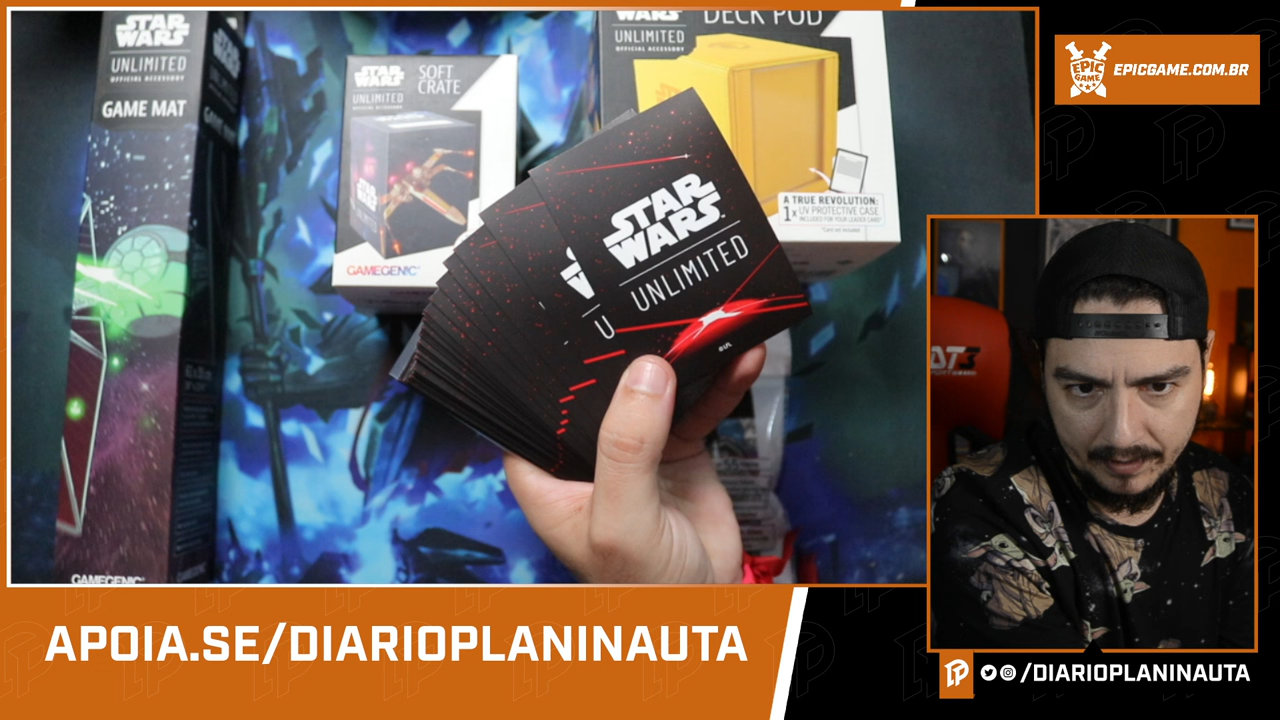 STAR
WARS
UNLIMITED
OFFICIAL ACCESSORY
GAME MAT
GAMEGENIC
STAR
WARS
UNLIMITED
OFFICIAL ACCESSORY
SOFT
CRATE
GAMEGENIC
WARS
UNLIMITED
OFFICIAL ACCESSORY
DECK POD
A TRUE REVOLUTION:
1x UV PROTECTIVE CASE
INCLUDED FOR YOUR LEADER CARD*
STAR
WARS
UNLIMITED
U
EPIC
GAME
EPICGAME.COM.BR
APOIA.SE/DIARIOPLANINAUTA
/DIARIOPLANINAUTA